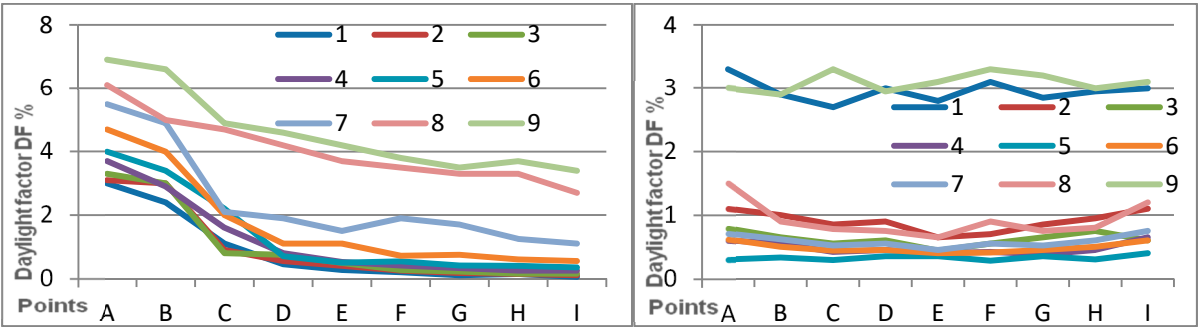 Daylight factor DF %
8
6
4
2
0
1 2 3
4 5 6
7 8 9
Points A B C D E F G H I
Daylight factor DF %
4
3
2
1
0
1 2 3
4 5 6
7 8 9
Points A B C D E F G H I